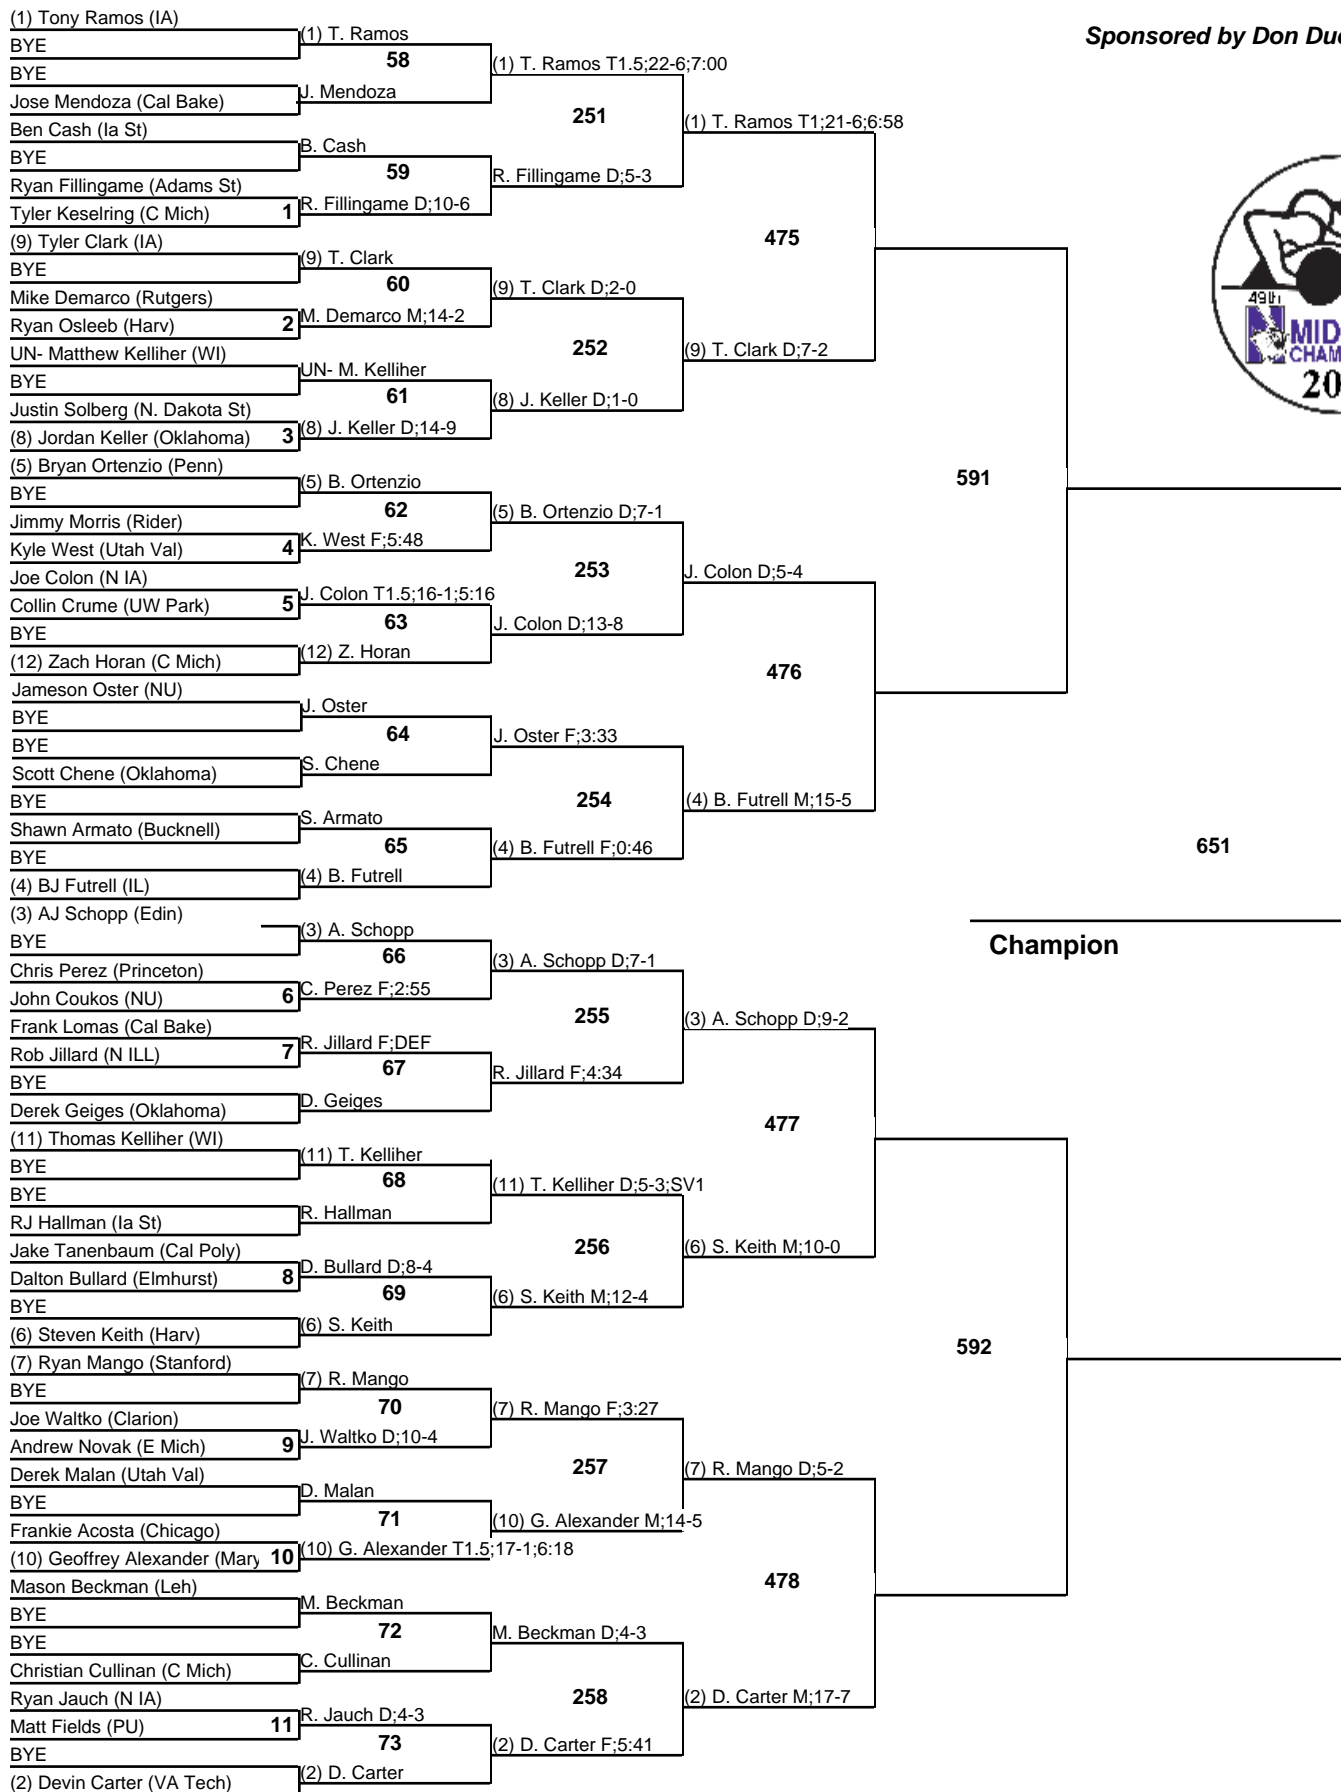 (1) Tony Ramos (IA)
BYE
BYE
Jose Mendoza (Cal Bake)
Ben Cash (Ia St)
BYE
Ryan Fillingame (Adams St)
Tyler Keselring (C Mich) 1
(9) Tyler Clark (IA)
BYE
Mike Demarco (Rutgers)
Ryan Osleeb (Harv) 2
UN- Matthew Kelliher (WI)
BYE
Justin Solberg (N. Dakota St)
(8) Jordan Keller (Oklahoma) 3
(5) Bryan Ortenzio (Penn)
BYE
Jimmy Morris (Rider)
Kyle West (Utah Val) 4
Joe Colon (N IA)
Collin Crume (UW Park) 5
BYE
(12) Zach Horan (C Mich)
Jameson Oster (NU)
BYE
BYE
Scott Chene (Oklahoma)
BYE
Shawn Armato (Bucknell)
BYE
(4) BJ Futrell (IL)
(3) AJ Schopp (Edin)
BYE
Chris Perez (Princeton)
John Coukos (NU) 6
Frank Lomas (Cal Bake)
Rob Jillard (N ILL) 7
BYE
Derek Geiges (Oklahoma)
(11) Thomas Kelliher (WI)
BYE
BYE
RJ Hallman (Ia St)
Jake Tanenbaum (Cal Poly)
Dalton Bullard (Elmhurst) 8
BYE
(6) Steven Keith (Harv)
(7) Ryan Mango (Stanford)
BYE
Joe Waltko (Clarion)
Andrew Novak (E Mich) 9
Derek Malan (Utah Val)
BYE
Frankie Acosta (Chicago)
(10) Geoffrey Alexander (Mary 10
Mason Beckman (Leh)
BYE
BYE
Christian Cullinan (C Mich)
Ryan Jauch (N IA)
Matt Fields (PU) 11
BYE
(2) Devin Carter (VA Tech)
(1) T. Ramos
58
J. Mendoza
B. Cash
59
R. Fillingame D;10-6
(9) T. Clark
60
M. Demarco M;14-2
UN- M. Kelliher
61
(8) J. Keller D;14-9
(5) B. Ortenzio
62
K. West F;5:48
J. Colon T1.5;16-1;5:16
63
(12) Z. Horan
J. Oster
64
S. Chene
S. Armato
65
(4) B. Futrell
(3) A. Schopp
66
C. Perez F;2:55
R. Jillard F;DEF
67
D. Geiges
(11) T. Kelliher
68
R. Hallman
D. Bullard D;8-4
69
(6) S. Keith
(7) R. Mango
70
J. Waltko D;10-4
D. Malan
71
(10) G. Alexander T1.5;17-1;6:18
M. Beckman
72
C. Cullinan
R. Jauch D;4-3
73
(2) D. Carter
(1) T. Ramos T1.5;22-6;7:00
251
R. Fillingame D;5-3
(9) T. Clark D;2-0
252
(8) J. Keller D;1-0
(5) B. Ortenzio D;7-1
253
J. Colon D;13-8
J. Oster F;3:33
254
(4) B. Futrell F;0:46
(3) A. Schopp D;7-1
255
R. Jillard F;4:34
(11) T. Kelliher D;5-3;SV1
256
(6) S. Keith M;12-4
(7) R. Mango F;3:27
257
(10) G. Alexander M;14-5
M. Beckman D;4-3
258
(2) D. Carter F;5:41
(1) T. Ramos T1;21-6;6:58
475
(9) T. Clark D;7-2
J. Colon D;5-4
476
(4) B. Futrell M;15-5
(3) A. Schopp D;9-2
477
(6) S. Keith M;10-0
(7) R. Mango D;5-2
478
(2) D. Carter M;17-7
591
592
651
Champion
Sponsored by Don Du
49th
N
MID
CHAM
20